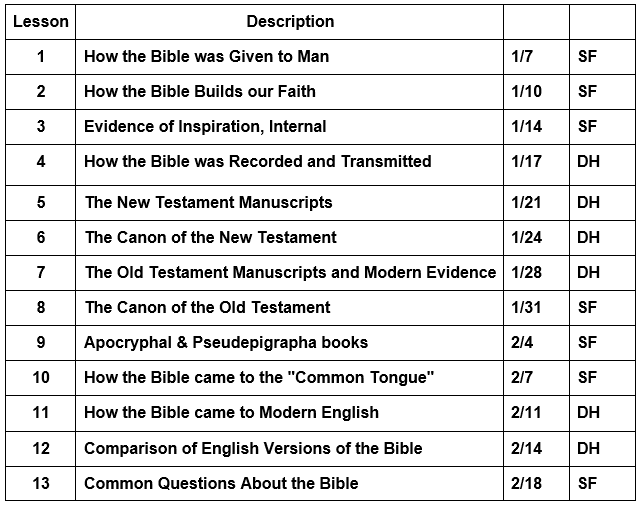 Lesson Description
1 How the Bible was Given to Man 1/7 SF
2 How the Bible Builds our Faith 1/10 SF
3 Evidence of Inspiration, Internal 1/14 SF
4 How the Bible was Recorded and Transmitted 1/17 DH
5 The New Testament Manuscripts 1/21 DH
6 The Canon of the New Testament 1/24 DH
7 The Old Testament Manuscripts and Modern Evidence 1/28 DH
8 The Canon of the Old Testament 1/31 SF
9 Apocryphal & Pseudepigrapha books 2/4 SF
10 How the Bible came to the "Common Tongue" 2/7 SF
11 How the Bible came to Modern English 2/11 DH
12 Comparison of English Versions of the Bible 2/14 DH
13 Common Questions About the Bible 2/18 SF